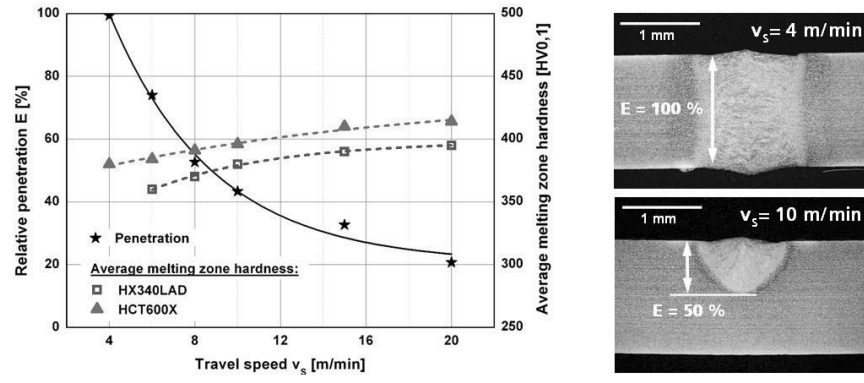 Relative penetration E [%]
100
80
60
40
20
0
500
450
400
350
300
250
Average melting zone hardness [HV0,1]
Penetration
Average melting zone hardness:
HX340LAD
HCT600X
4
8
12
16
20
Travel speed vₛ [m/min]
1 mm
vₛ= 4 m/min
E = 100 %
1 mm
vₛ= 10 m/min
E = 50 %